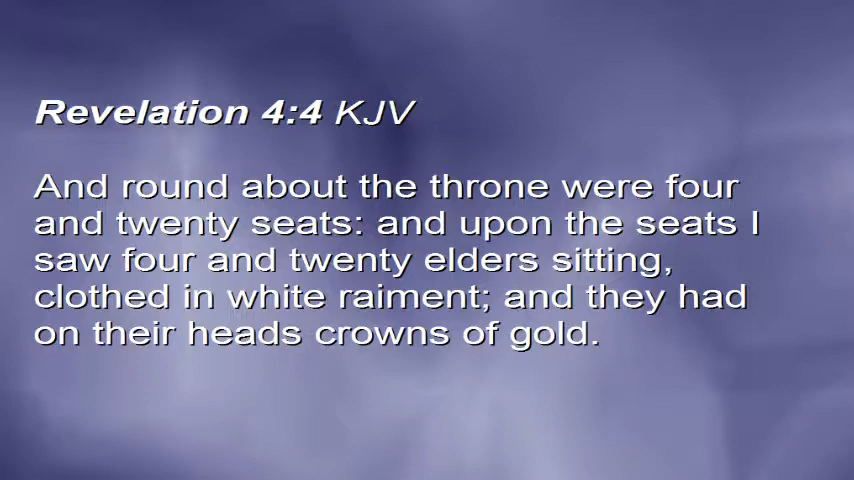 Revelation 4:4 KJV
And round about the throne were four
and twenty seats: and upon the seats I
saw four and twenty elders sitting,
clothed in white raiment; and they had
on their heads crowns of gold.